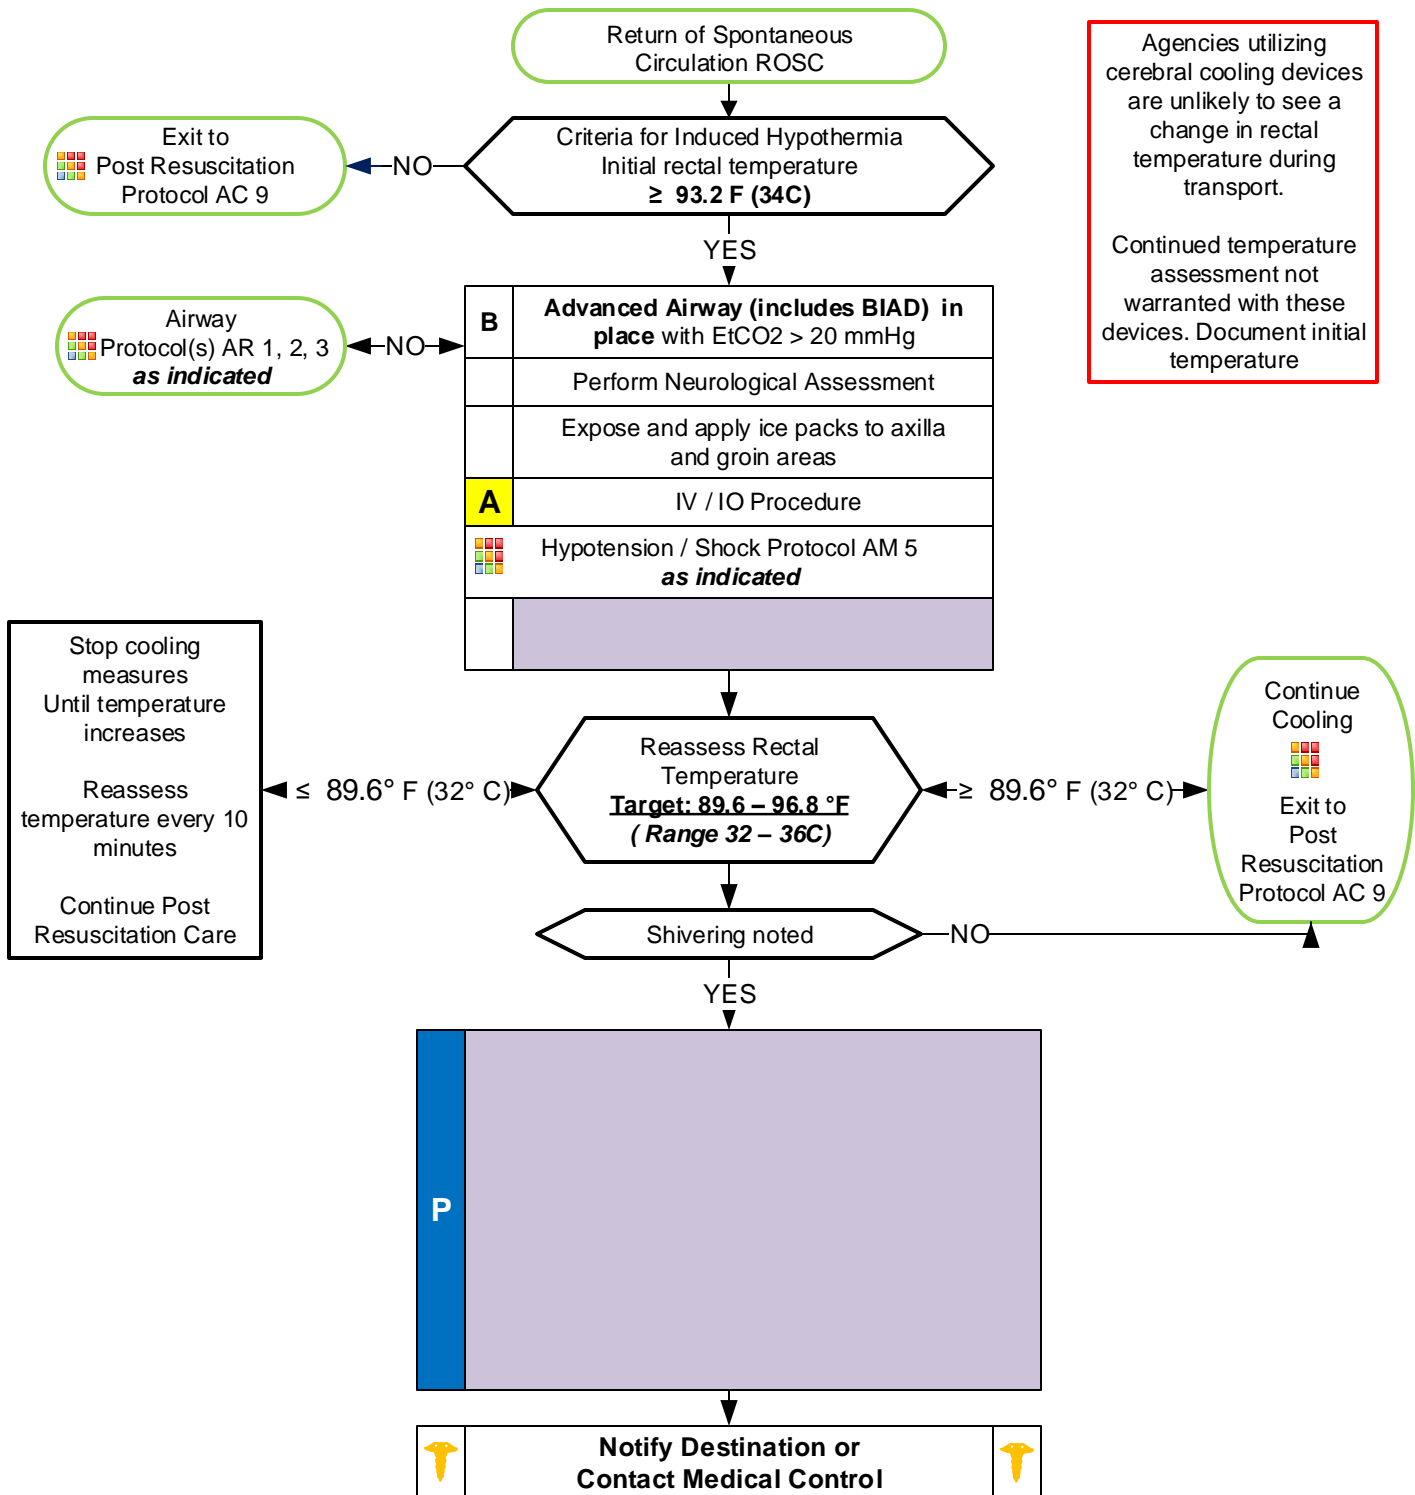 Return of Spontaneous
Circulation ROSC
Agencies utilizing
cerebral cooling devices
are unlikely to see a
change in rectal
temperature during
transport.
Continued temperature
assessment not
warranted with these
devices. Document initial
temperature
Exit to
Post Resuscitation
Protocol AC 9
NO
Criteria for Induced Hypothermia
Initial rectal temperature
≥ 93.2 F (34C)
YES
Airway
Protocol(s) AR 1, 2, 3
as indicated
NO
B
Advanced Airway (includes BIAD) in
place with EtCO2 > 20 mmHg
Perform Neurological Assessment
Expose and apply ice packs to axilla
and groin areas
A
IV / IO Procedure
Hypotension / Shock Protocol AM 5
as indicated
Stop cooling
measures
Until temperature
increases
Reassess
temperature every 10
minutes
Continue Post
Resuscitation Care
≤ 89.6° F (32° C)
Reassess Rectal
Temperature
Target: 89.6 – 96.8 °F
( Range 32 – 36C)
≥ 89.6° F (32° C)
Continue
Cooling
Exit to
Post
Resuscitation
Protocol AC 9
Shivering noted
NO
YES
P
Notify Destination or
Contact Medical Control